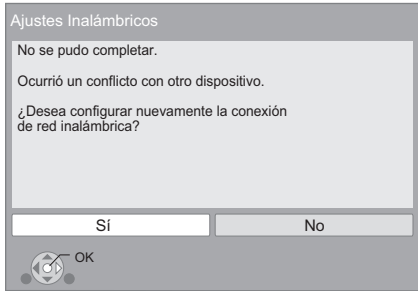 Ajustes Inalámbricos
No se pudo completar.
Ocurrió un conflicto con otro dispositivo.
¿Desea configurar nuevamente la conexión
de red inalámbrica?
Sí
No
OK